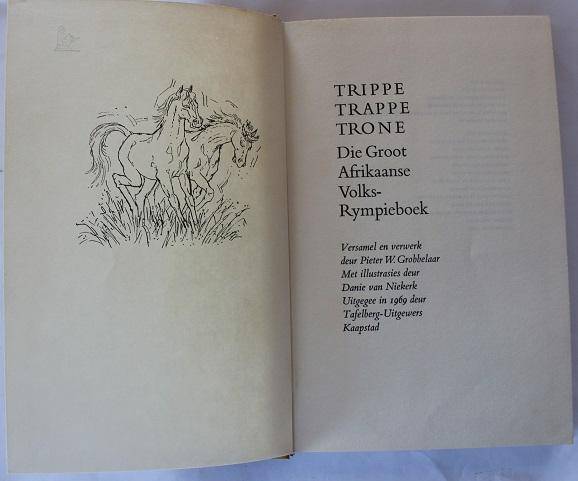 TRIPPE
TRAPPE
TRONE
Die Groot
Afrikaanse
Volks-
Rympieboek
Versamel en verwerk
deur Pieter W. Grobbelaar
Met illustrasies deur
Danie van Niekerk
Uitgegee in 1969 deur
Tafelberg-Uitgewers
Kaapstad